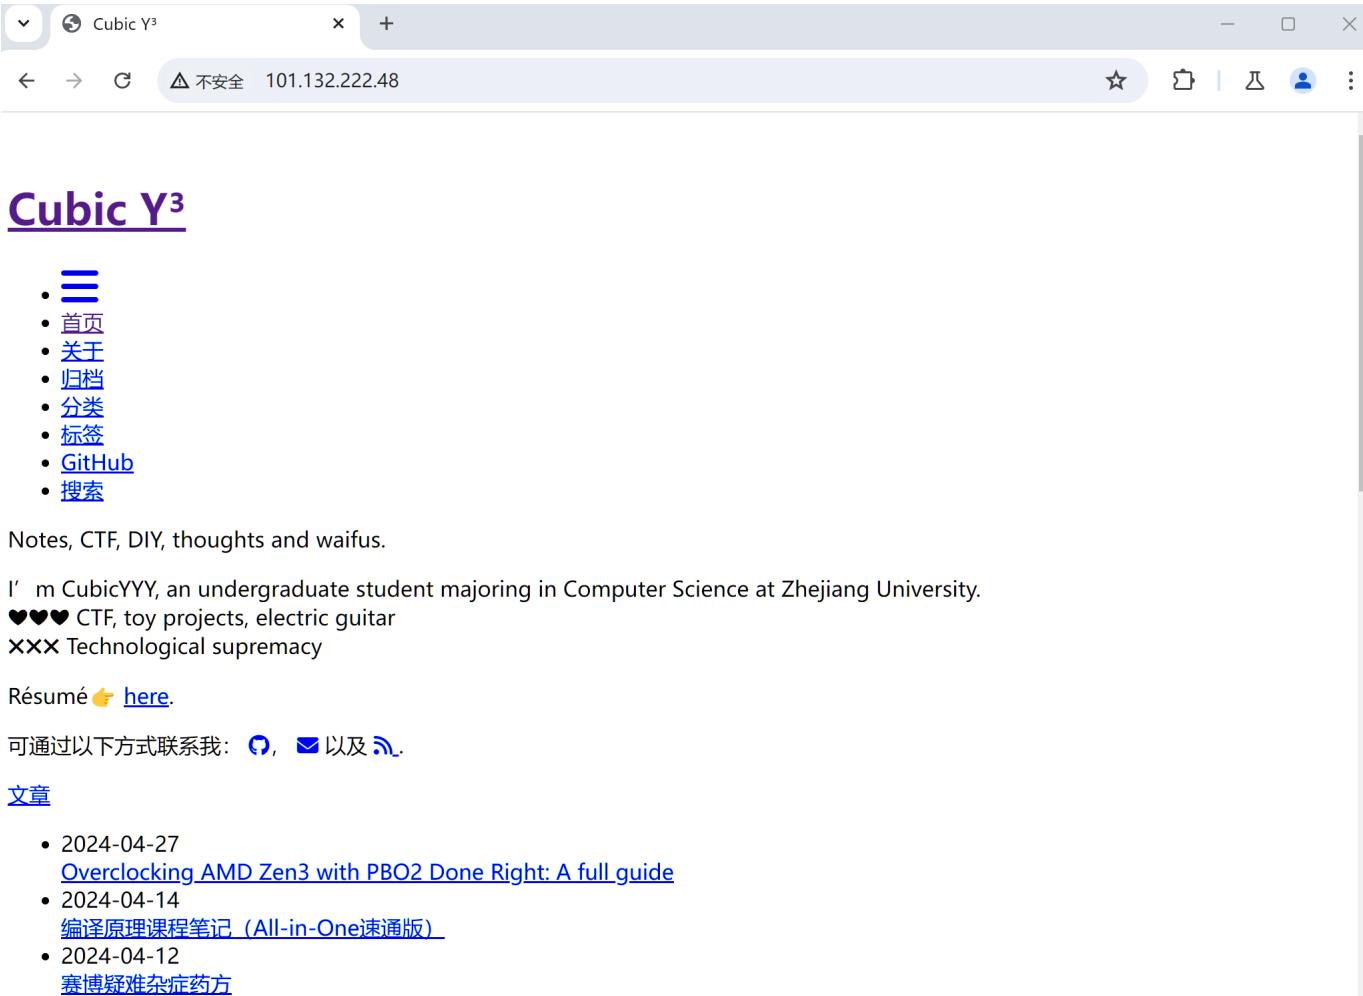 Cubic Y³
不安全 101.132.222.48
Cubic Y³
首页
关于
归档
分类
标签
GitHub
搜索
Notes, CTF, DIY, thoughts and waifus.
I’m CubicYYY, an undergraduate student majoring in Computer Science at Zhejiang University.
🖤🖤🖤 CTF, toy projects, electric guitar
❌❌❌ Technological supremacy
Résumé👉 here.
可通过以下方式联系我： , 以及 .
文章
2024-04-27
Overclocking AMD Zen3 with PBO2 Done Right: A full guide
2024-04-14
编译原理课程笔记（All-in-One速通版）
2024-04-12
赛博疑难杂症药方